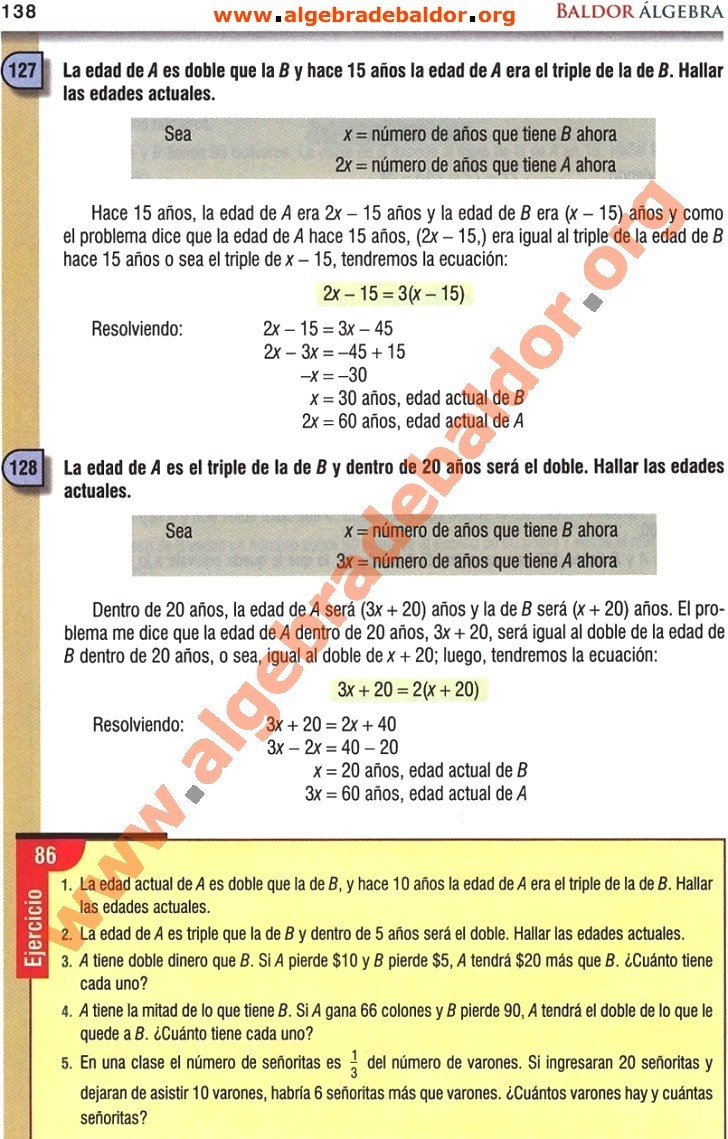 138
www.algebradebaldor.org
BALDOR ÁLGEBRA
127
La edad de A es doble que la B y hace 15 años la edad de A era el triple de la de B. Hallar
las edades actuales.
Sea x = número de años que tiene B ahora
2x = número de años que tiene A ahora
Hace 15 años, la edad de A era 2x – 15 años y la edad de B era (x – 15) años y como
el problema dice que la edad de A hace 15 años, (2x – 15,) era igual al triple de la edad de B
hace 15 años o sea el triple de x – 15, tendremos la ecuación:
2x – 15 = 3(x – 15)
Resolviendo: 2x – 15 = 3x – 45
2x – 3x = –45 + 15
–x = –30
x = 30 años, edad actual de B
2x = 60 años, edad actual de A
128
La edad de A es el triple de la de B y dentro de 20 años será el doble. Hallar las edades
actuales.
Sea x = número de años que tiene B ahora
3x = número de años que tiene A ahora
Dentro de 20 años, la edad de A será (3x + 20) años y la de B será (x + 20) años. El pro-
blema me dice que la edad de A dentro de 20 años, 3x + 20, será igual al doble de la edad de
B dentro de 20 años, o sea, igual al doble de x + 20; luego, tendremos la ecuación:
3x + 20 = 2(x + 20)
Resolviendo: 3x + 20 = 2x + 40
3x – 2x = 40 – 20
x = 20 años, edad actual de B
3x = 60 años, edad actual de A
www.algebradebaldor.org
86
Ejercicio
1. La edad actual de A es doble que la de B, y hace 10 años la edad de A era el triple de la de B. Hallar
las edades actuales.
2. La edad de A es triple que la de B y dentro de 5 años será el doble. Hallar las edades actuales.
3. A tiene doble dinero que B. Si A pierde $10 y B pierde $5, A tendrá $20 más que B. ¿Cuánto tiene
cada uno?
4. A tiene la mitad de lo que tiene B. Si A gana 66 colones y B pierde 90, A tendrá el doble de lo que le
quede a B. ¿Cuánto tiene cada uno?
5. En una clase el número de señoritas es 1/3 del número de varones. Si ingresaran 20 señoritas y
dejaran de asistir 10 varones, habría 6 señoritas más que varones. ¿Cuántos varones hay y cuántas
señoritas?